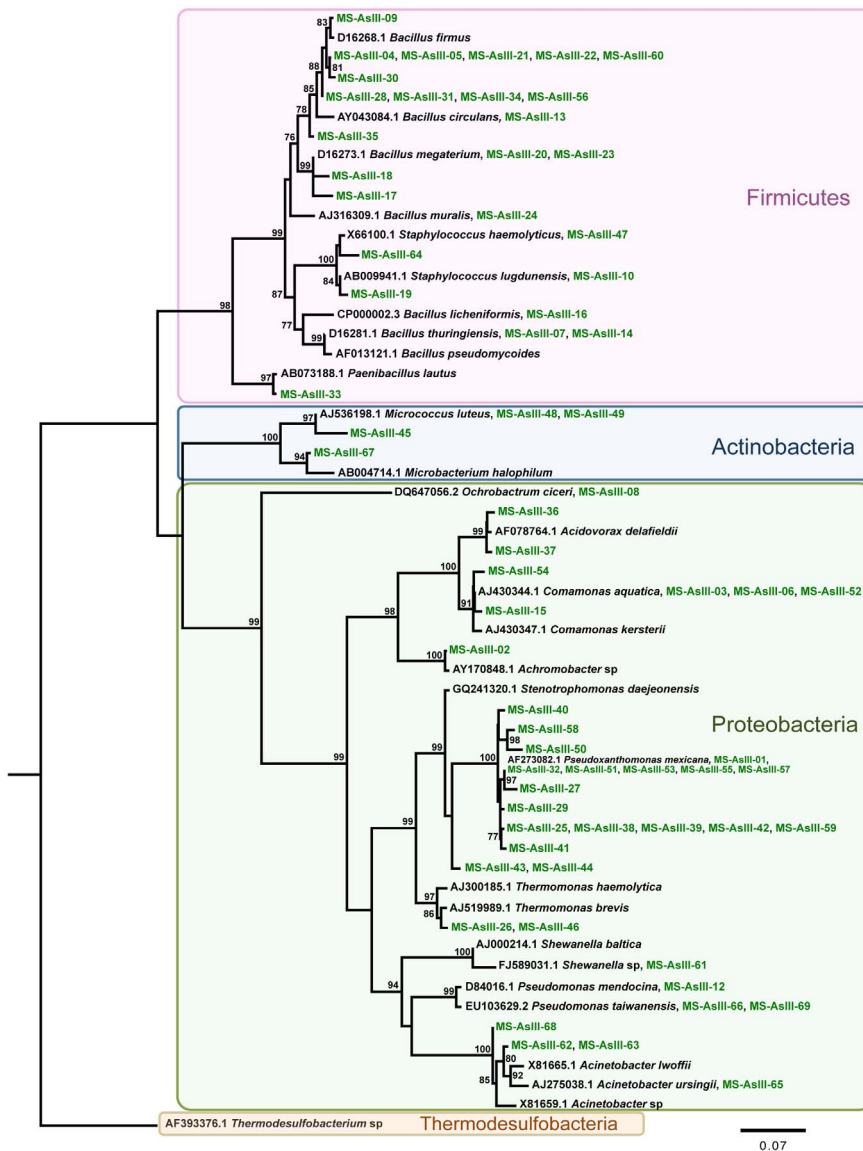 MS-AsIII-09
83
D16268.1 Bacillus firmus
MS-AsIII-04, MS-AsIII-05, MS-AsIII-21, MS-AsIII-22, MS-AsIII-60
88
81
MS-AsIII-30
85
MS-AsIII-28, MS-AsIII-31, MS-AsIII-34, MS-AsIII-56
78
AY043084.1 Bacillus circulans, MS-AsIII-13
76
MS-AsIII-35
D16273.1 Bacillus megaterium, MS-AsIII-20, MS-AsIII-23
99
MS-AsIII-18
MS-AsIII-17
Firmicutes
AJ316309.1 Bacillus muralis, MS-AsIII-24
99
X66100.1 Staphylococcus haemolyticus, MS-AsIII-47
MS-AsIII-64
100
AB009941.1 Staphylococcus lugdunensis, MS-AsIII-10
84
87
MS-AsIII-19
98
CP000002.3 Bacillus licheniformis, MS-AsIII-16
77
D16281.1 Bacillus thuringiensis, MS-AsIII-07, MS-AsIII-14
99
AF013121.1 Bacillus pseudomycoides
AB073188.1 Paenibacillus lautus
97
MS-AsIII-33
AJ536198.1 Micrococcus luteus, MS-AsIII-48, MS-AsIII-49
97
MS-AsIII-45
100
Actinobacteria
MS-AsIII-67
94
AB004714.1 Microbacterium halophilum
DQ647056.2 Ochrobactrum ciceri, MS-AsIII-08
MS-AsIII-36
99
AF078764.1 Acidovorax delafieldii
MS-AsIII-37
100
MS-AsIII-54
AJ430344.1 Comamonas aquatica, MS-AsIII-03, MS-AsIII-06, MS-AsIII-52
91
MS-AsIII-15
98
AJ430347.1 Comamonas kersterii
99
MS-AsIII-02
100
AY170848.1 Achromobacter sp
GQ241320.1 Stenotrophomonas daejeonensis
MS-AsIII-40
Proteobacteria
MS-AsIII-58
98
99
MS-AsIII-50
100
AF273082.1 Pseudoxanthomonas mexicana, MS-AsIII-01,
99
MS-AsIII-32, MS-AsIII-51, MS-AsIII-53, MS-AsIII-55, MS-AsIII-57
97
MS-AsIII-27
MS-AsIII-29
99
MS-AsIII-25, MS-AsIII-38, MS-AsIII-39, MS-AsIII-42, MS-AsIII-59
77
MS-AsIII-41
MS-AsIII-43, MS-AsIII-44
AJ300185.1 Thermomonas haemolytica
97
AJ519989.1 Thermomonas brevis
86
MS-AsIII-26, MS-AsIII-46
AJ000214.1 Shewanella baltica
100
FJ589031.1 Shewanella sp, MS-AsIII-61
94
D84016.1 Pseudomonas mendocina, MS-AsIII-12
99
EU103629.2 Pseudomonas taiwanensis, MS-AsIII-66, MS-AsIII-69
MS-AsIII-68
100
MS-AsIII-62, MS-AsIII-63
80
X81665.1 Acinetobacter lwoffii
92
85
AJ275038.1 Acinetobacter ursingii, MS-AsIII-65
X81659.1 Acinetobacter sp
AF393376.1 Thermodesulfobacterium sp
Thermodesulfobacteria
0.07